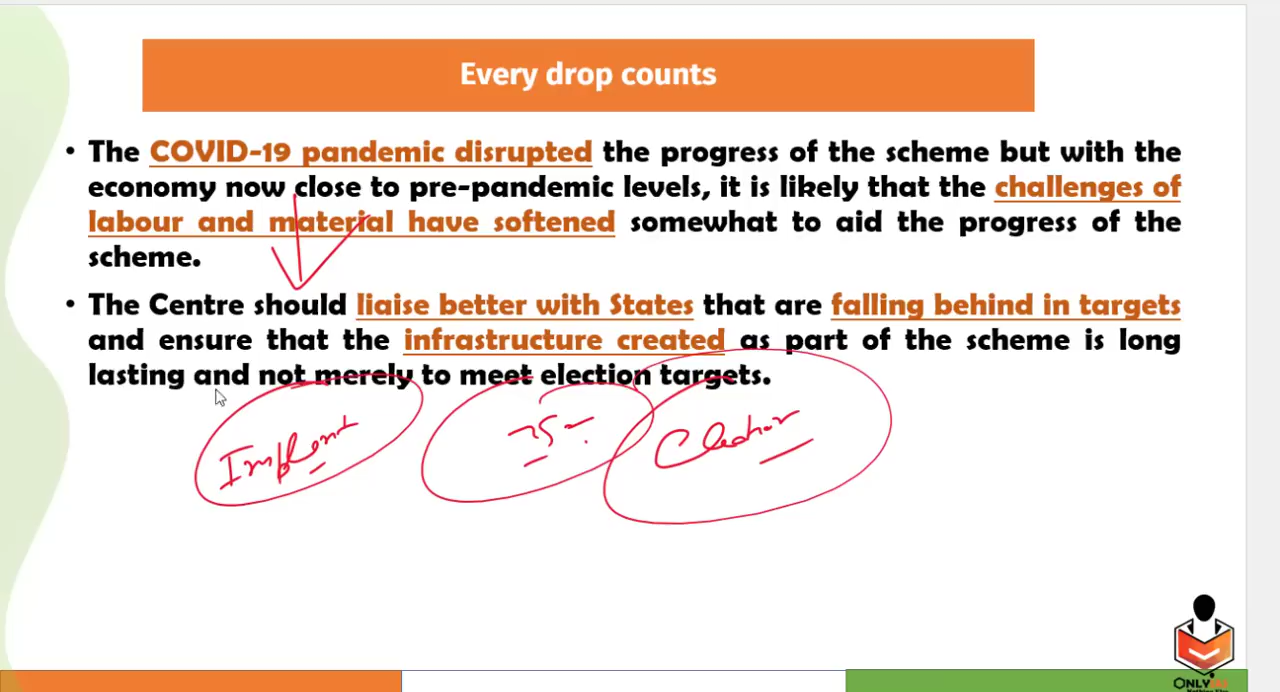 Every drop counts
• The COVID-19 pandemic disrupted the progress of the scheme but with the
economy now close to pre-pandemic levels, it is likely that the challenges of
labour and material have softened somewhat to aid the progress of the
scheme.
• The Centre should liaise better with States that are falling behind in targets
and ensure that the infrastructure created as part of the scheme is long
lasting and not merely to meet election targets.